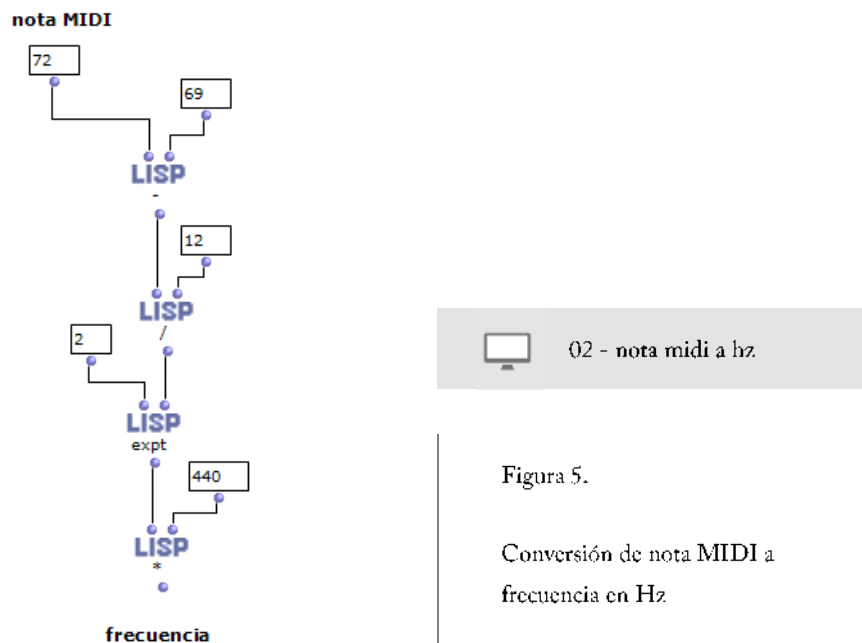 nota MIDI
72
69
LISP
-
12
LISP
/
2
LISP
expt
440
LISP
*
frecuencia
02 - nota midi a hz
Figura 5.
Conversión de nota MIDI a
frecuencia en Hz